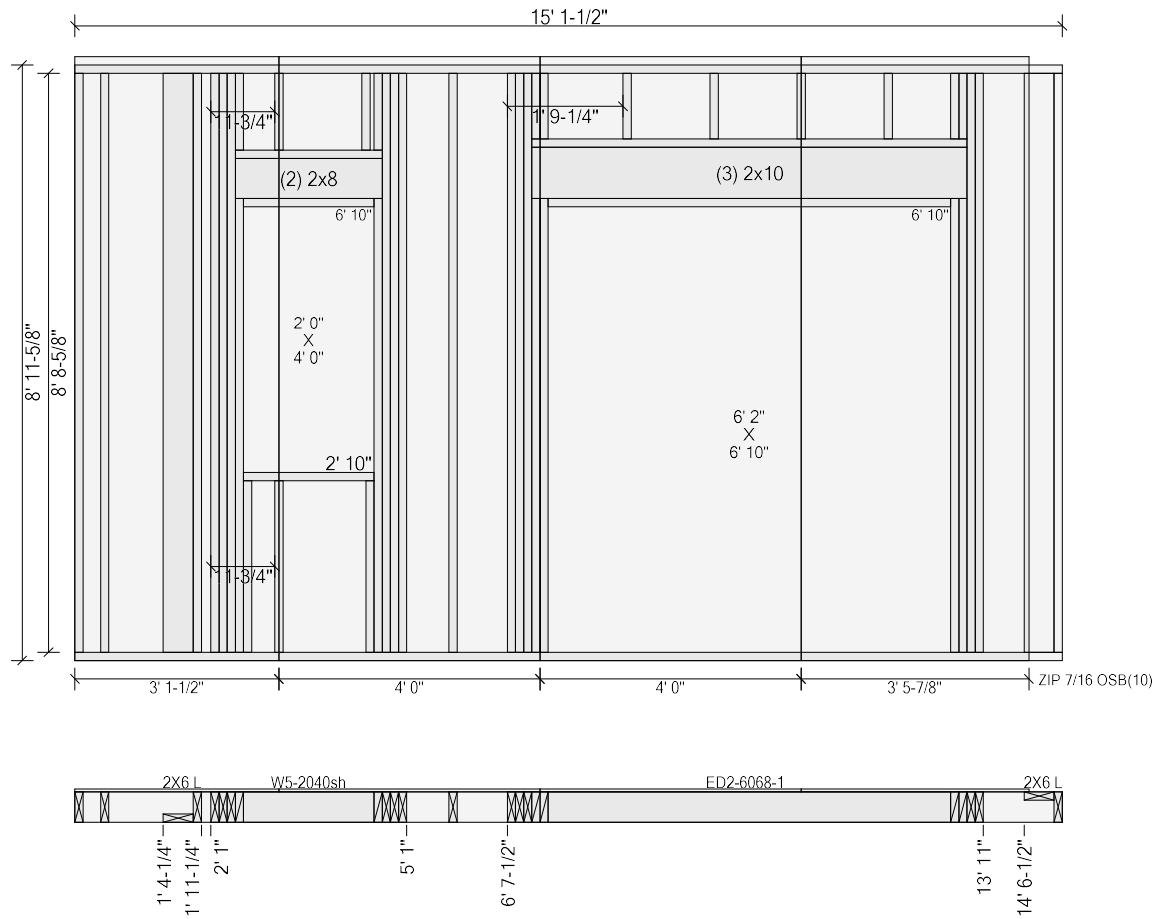 15' 1-1/2"
1-3/4"
1' 9-1/4"
(2) 2x8
(3) 2x10
6' 10"
6' 10"
2' 0"
X
4' 0"
8' 11-5/8"
8' 8-5/8"
6' 2"
X
6' 10"
2' 10"
1-3/4"
3' 1-1/2"
4' 0"
4' 0"
3' 5-7/8"
ZIP 7/16 OSB(10)
2X6 L
W5-2040sh
ED2-6068-1
2X6 L
1' 4-1/4"
1' 11-1/4"
2' 1"
5' 1"
6' 7-1/2"
13' 11"
14' 6-1/2"